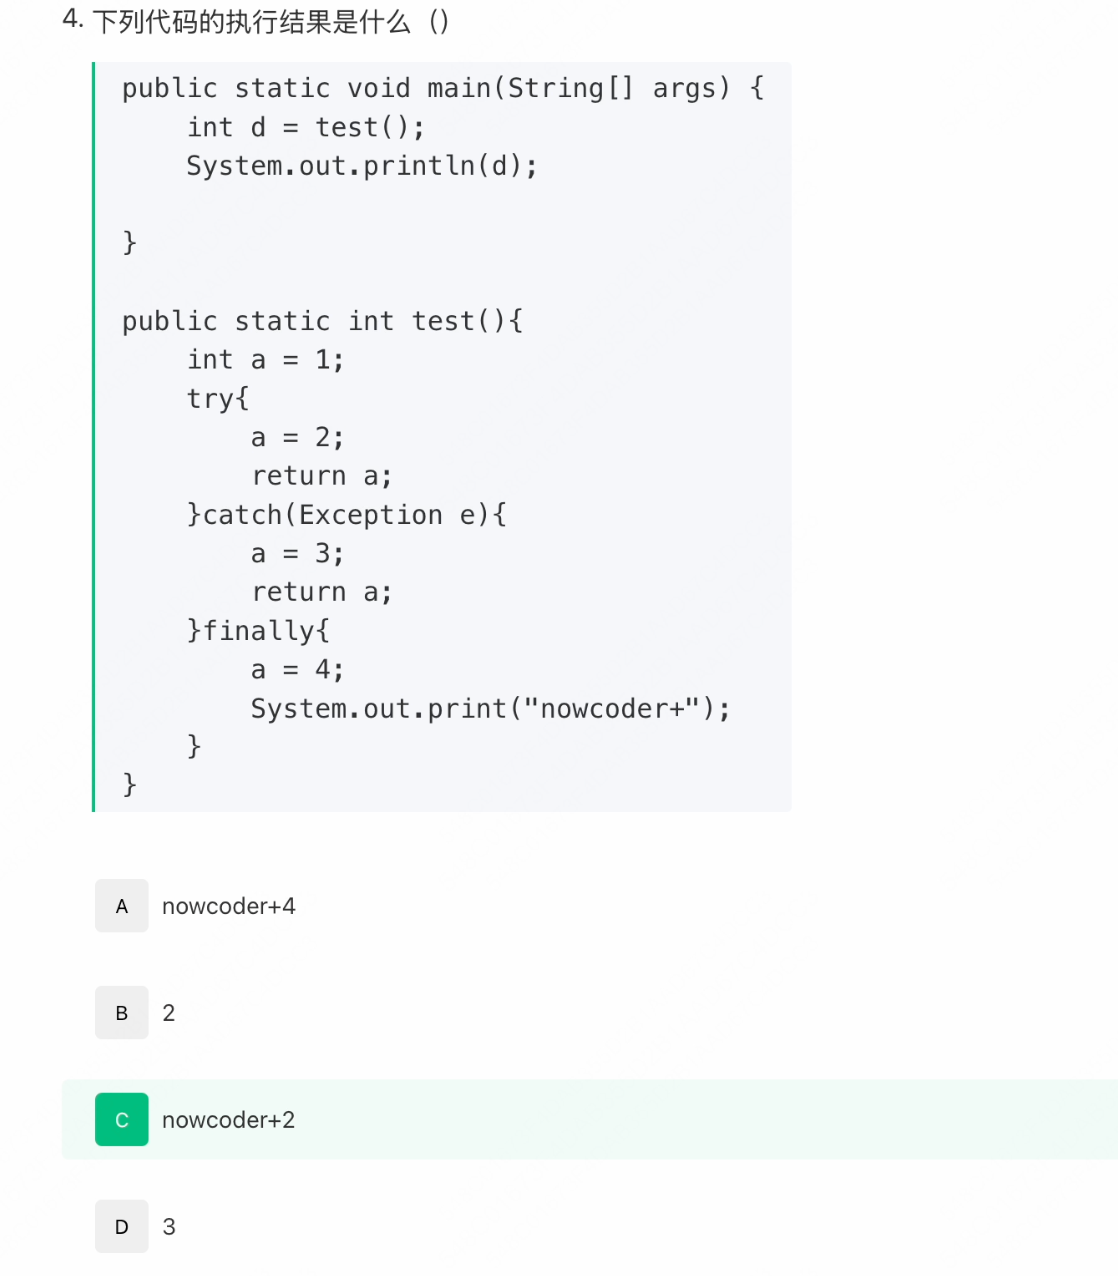 4. 下列代码的执行结果是什么（）
public static void main(String[] args) {
    int d = test();
    System.out.println(d);
}
public static int test(){
    int a = 1;
    try{
        a = 2;
        return a;
    }catch(Exception e){
        a = 3;
        return a;
    }finally{
        a = 4;
        System.out.print("nowcoder+");
    }
}
A nowcoder+4
B 2
C nowcoder+2
D 3